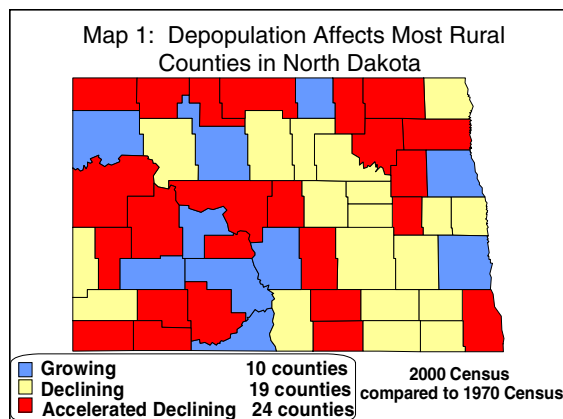 Map 1:  Depopulation Affects Most Rural
Counties in North Dakota
Growing 10 counties
Declining 19 counties
Accelerated Declining 24 counties
2000 Census
compared to 1970 Census